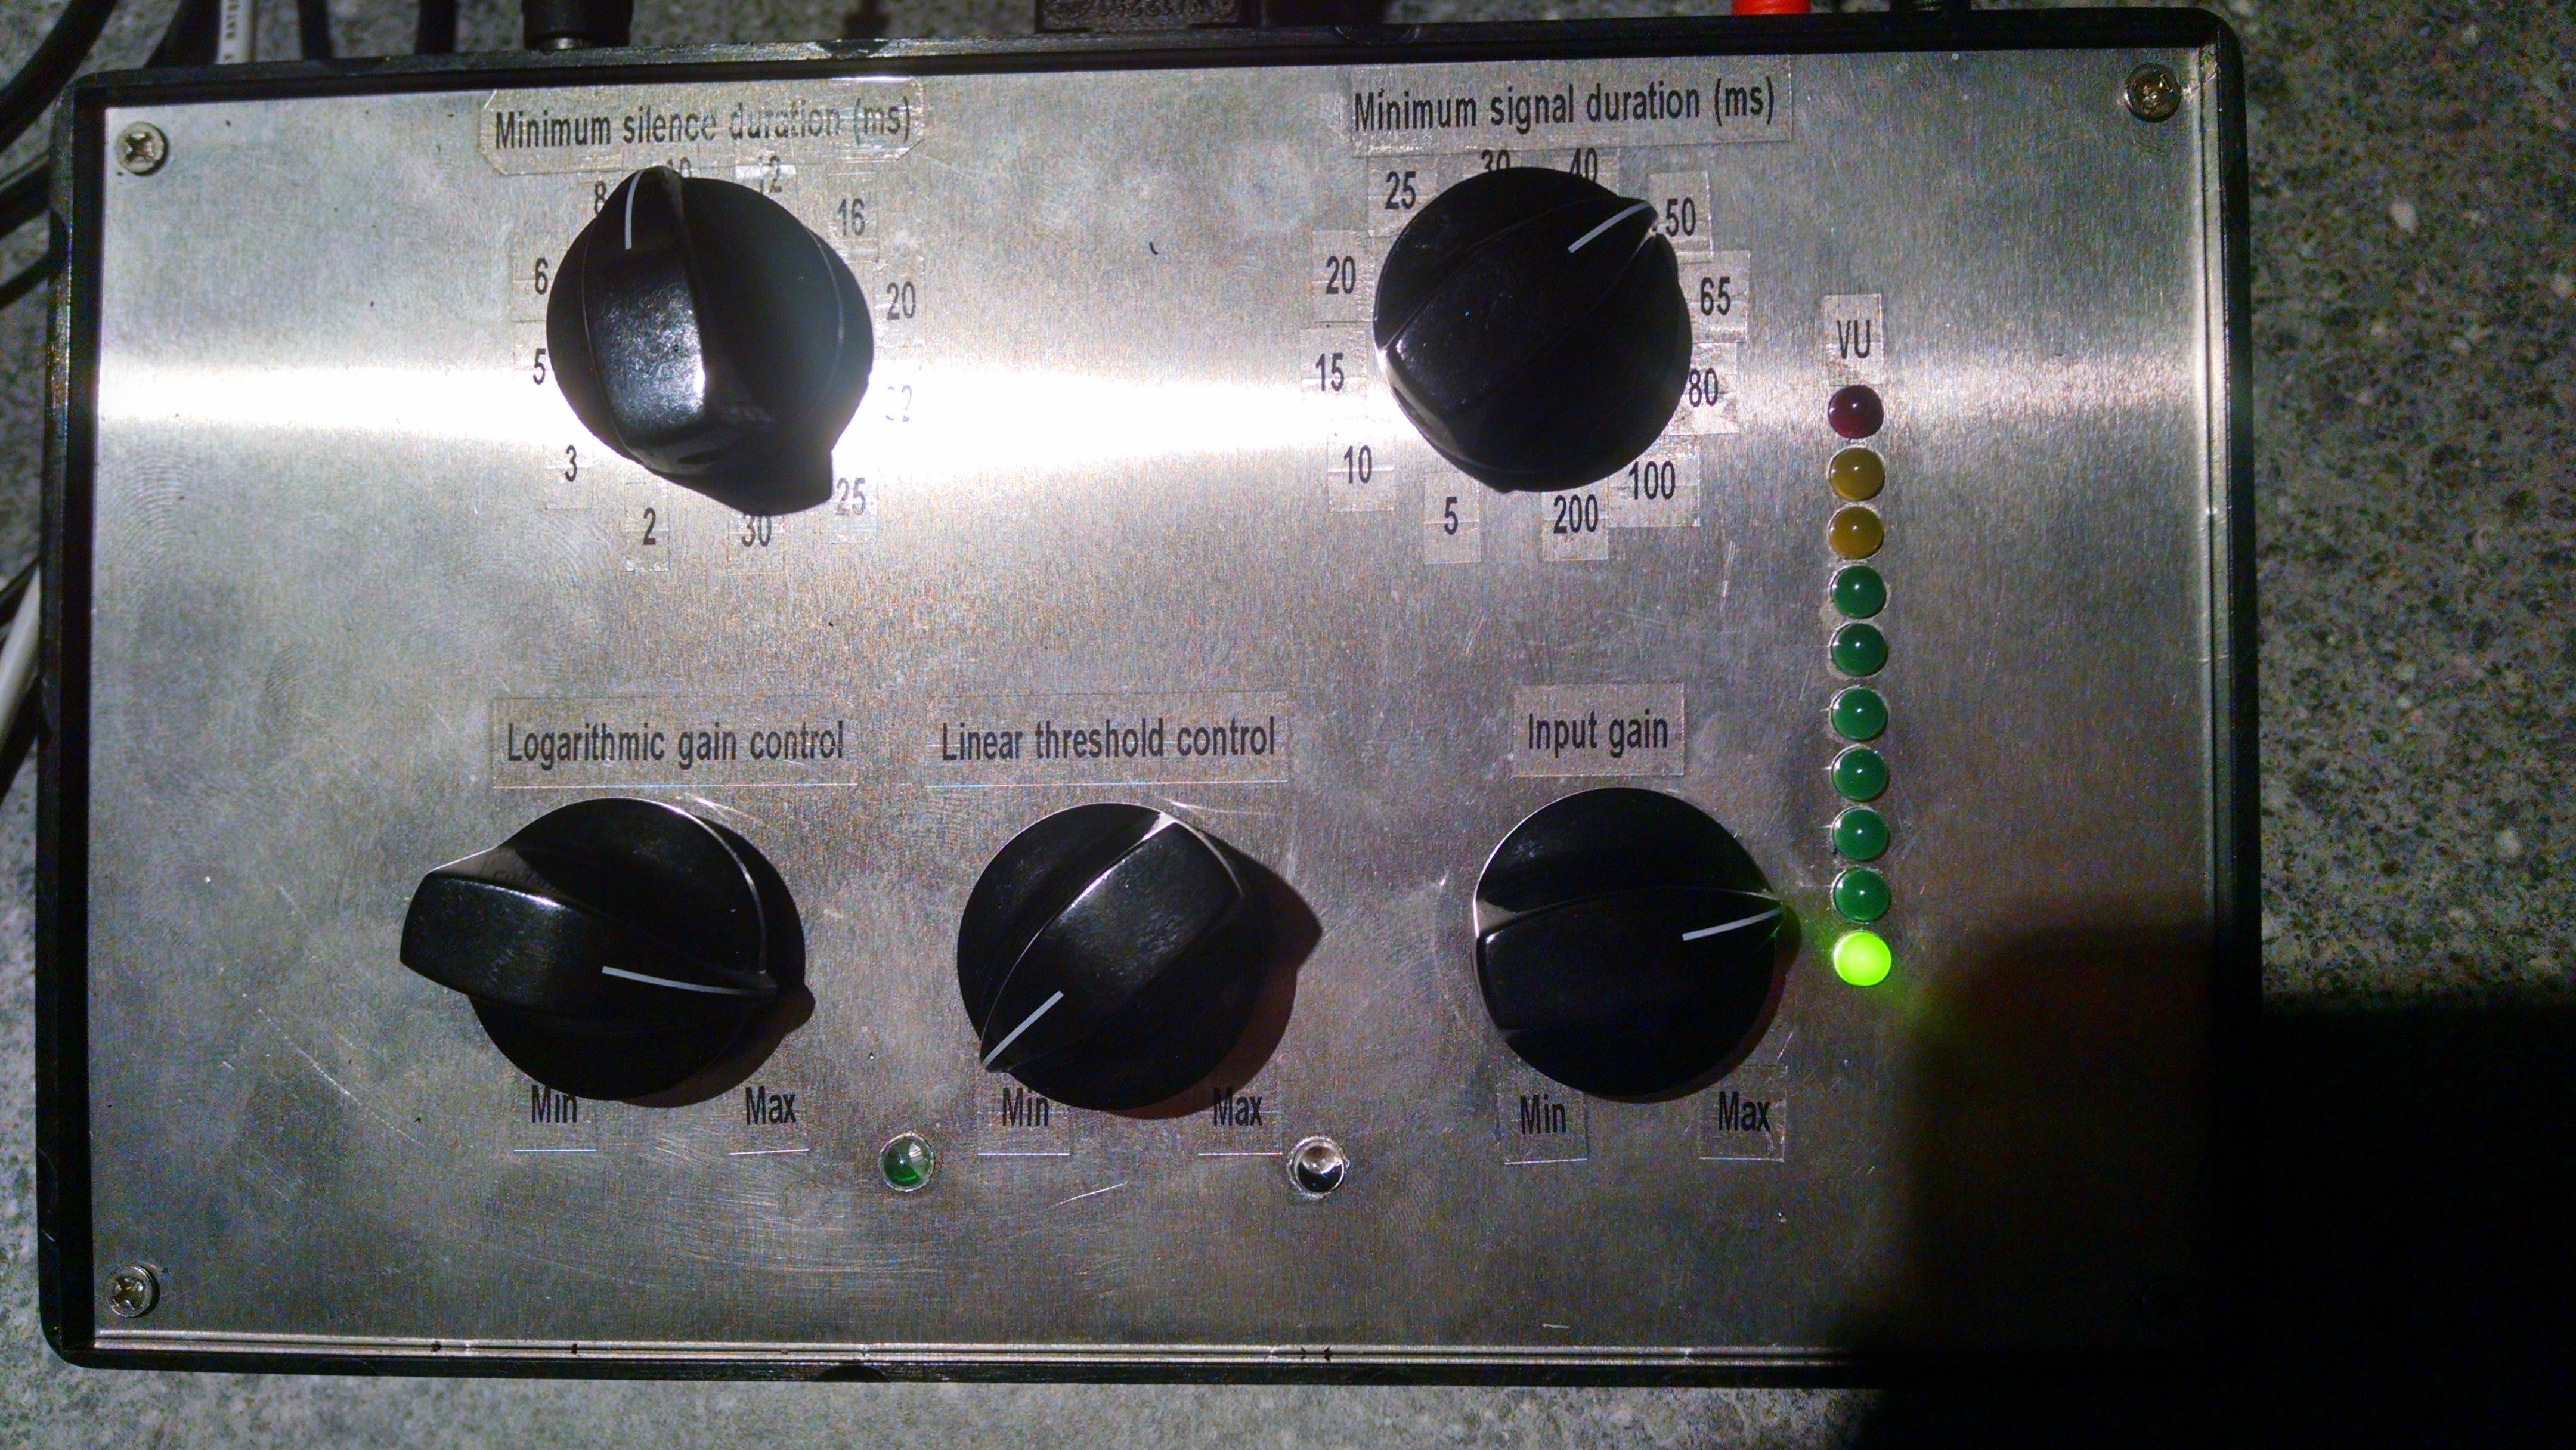 Minimum silence duration (ms)
8
10
12
6
16
5
20
3
2
30
25
Minimum signal duration (ms)
25
30
40
50
20
65
15
80
10
100
5
200
VU
Logarithmic gain control
Min
Max
Linear threshold control
Min
Max
Input gain
Min
Max